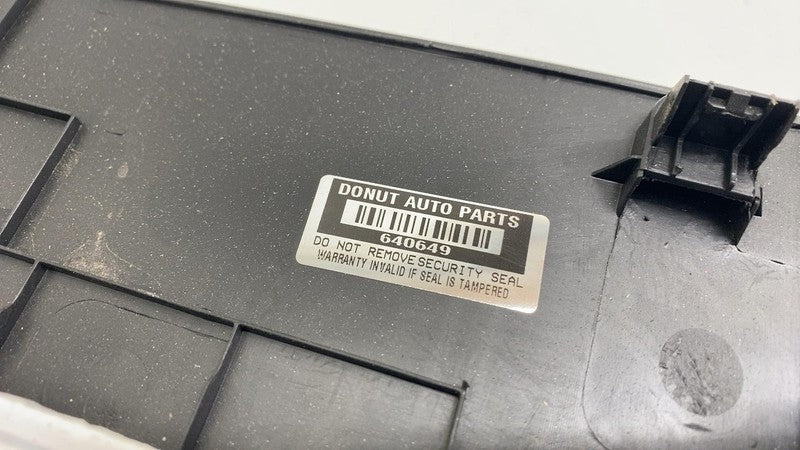 DONUT AUTO PARTS
640649
DO NOT REMOVE SECURITY SEAL
WARRANTY INVALID IF SEAL IS TAMPERED